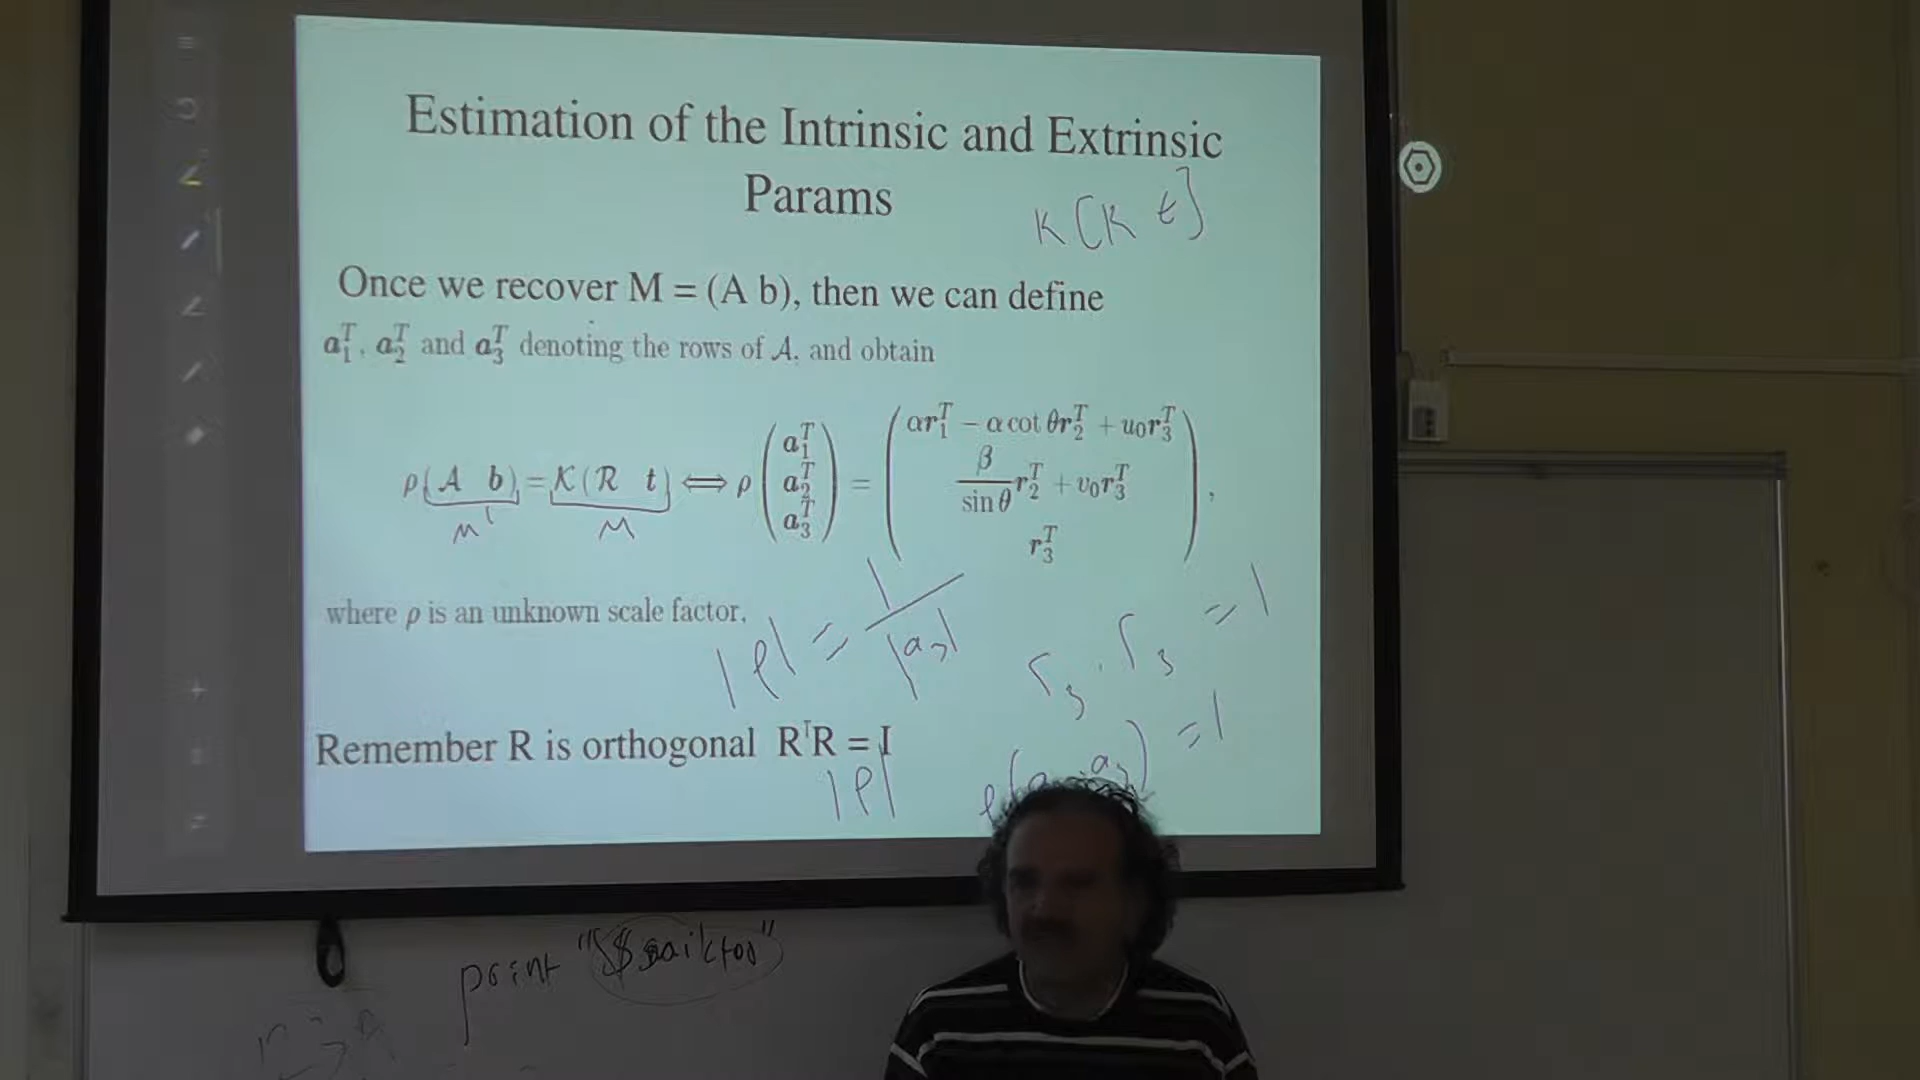 Estimation of the Intrinsic and Extrinsic
Params
K [K t]
Once we recover M = (A b), then we can define
a₁ᵀ, a₂ᵀ and a₃ᵀ denoting the rows of A, and obtain
ρ(A b) = K(R t) ⟺ ρ(a₁ᵀ a₂ᵀ a₃ᵀ) = (αr₁ᵀ − α cot θr₂ᵀ + u₀r₃ᵀ
β/sin θ r₂ᵀ + v₀r₃ᵀ
r₃ᵀ),
M' M
where ρ is an unknown scale factor,
|ρ| = 1/|a₃|
r₃ . r₃ = 1
Remember R is orthogonal RᵀR = I
|ρ|
= 1
point